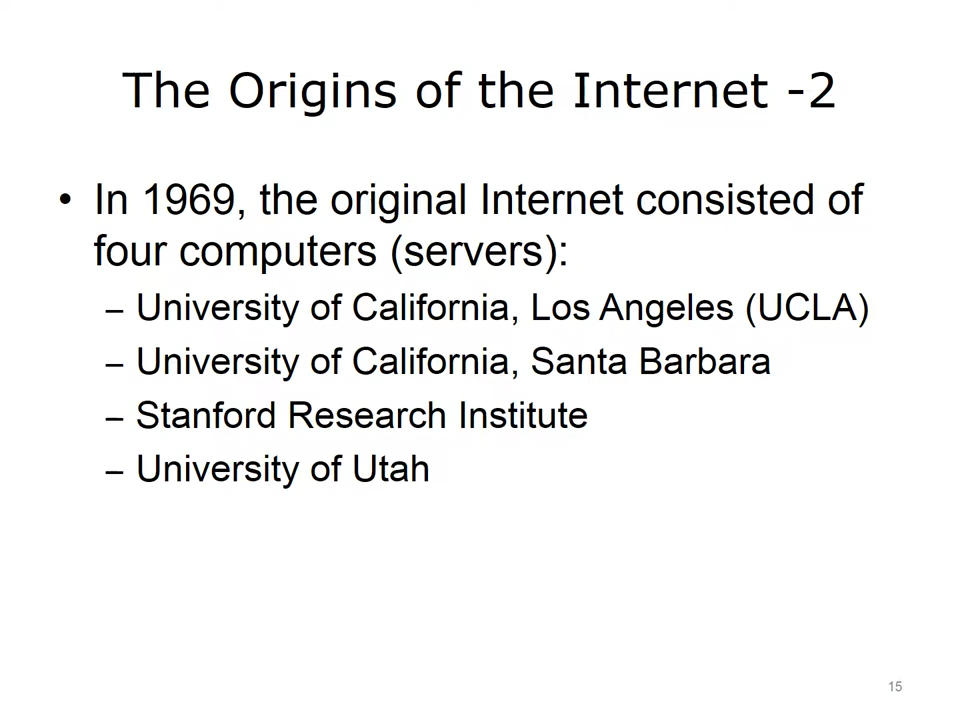 The Origins of the Internet -2
• In 1969, the original Internet consisted of
four computers (servers):
– University of California, Los Angeles (UCLA)
– University of California, Santa Barbara
– Stanford Research Institute
– University of Utah
15